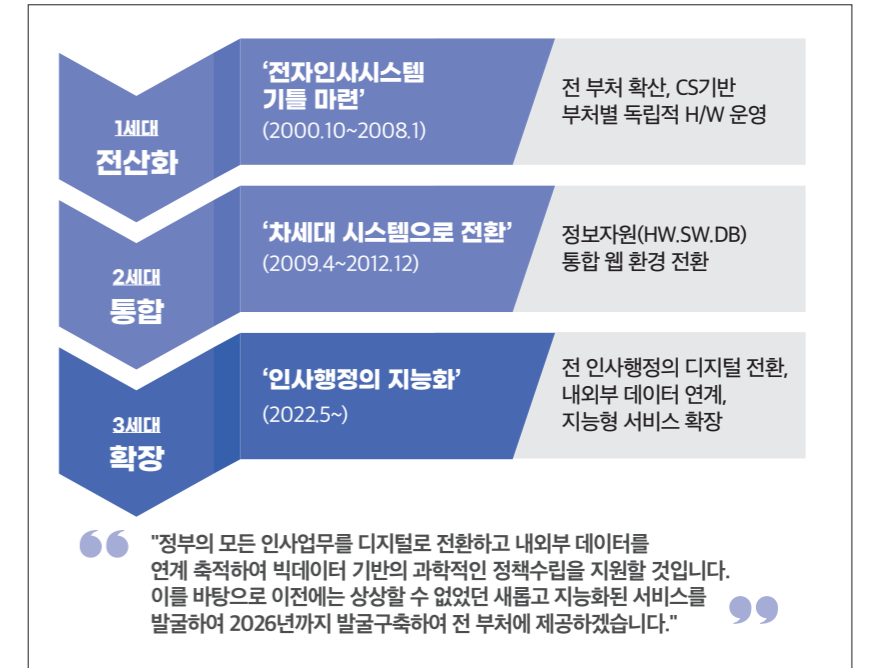 1세대
전산화
‘전자인사시스템
기틀 마련’
(2000.10~2008.1)
전 부처 확산, CS기반
부처별 독립적 H/W 운영
2세대
통합
‘차세대 시스템으로 전환’
(2009.4~2012.12)
정보자원(HW.SW.DB)
통합 웹 환경 전환
3세대
확장
‘인사행정의 지능화’
(2022.5~)
전 인사행정의 디지털 전환,
내외부 데이터 연계,
지능형 서비스 확장
"정부의 모든 인사업무를 디지털로 전환하고 내외부 데이터를
연계 축적하여 빅데이터 기반의 과학적인 정책수립을 지원할 것입니다.
이를 바탕으로 이전에는 상상할 수 없었던 새롭고 지능화된 서비스를
발굴하여 2026년까지 발굴구축하여 전 부처에 제공하겠습니다."